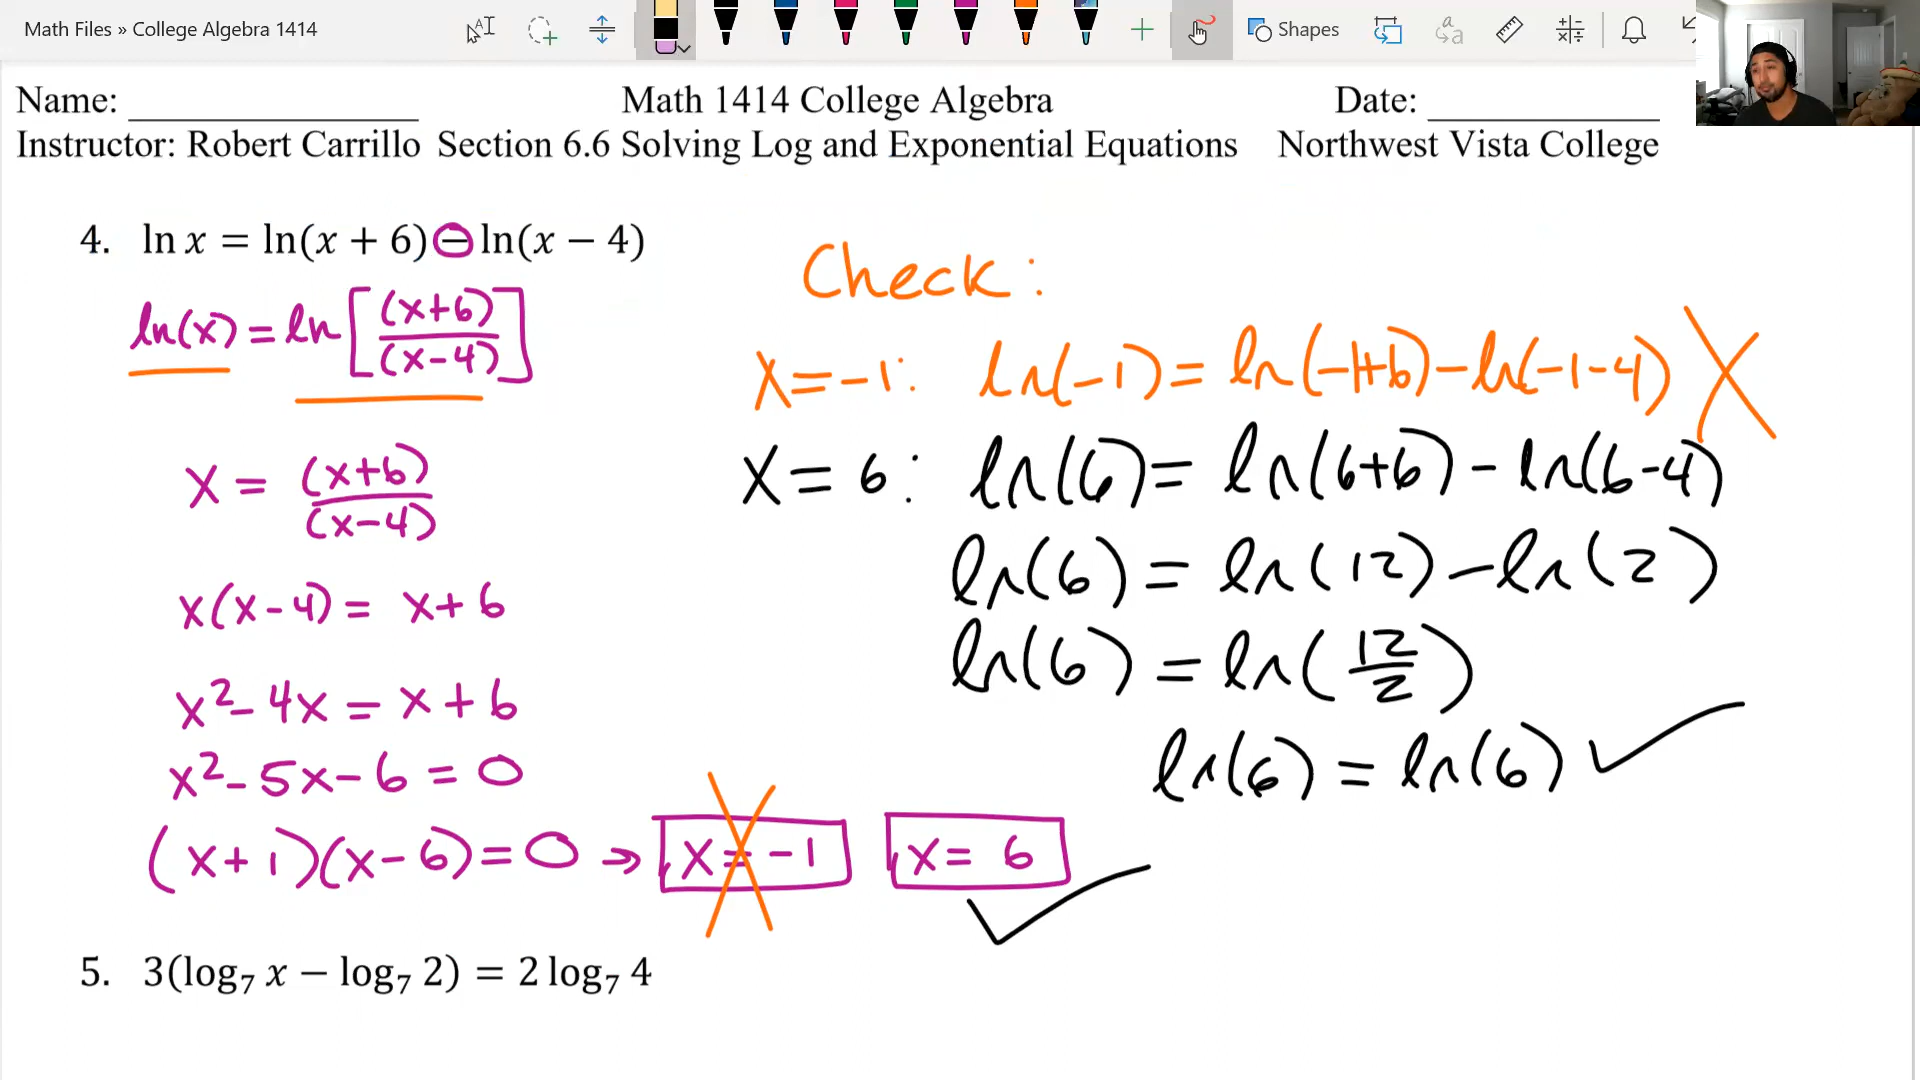 Math Files » College Algebra 1414
Shapes
Name: _______________ Math 1414 College Algebra Date: ____________
Instructor: Robert Carrillo Section 6.6 Solving Log and Exponential Equations Northwest Vista College
4. ln x = ln(x + 6) − ln(x − 4)
ln(x) = ln[(x+6)/(x−4)]
x = (x+6)/(x−4)
x(x−4) = x+6
x²−4x = x+6
x²−5x−6 = 0
(x+1)(x−6)=0 ⇒ x=−1 x= 6
Check:
x=−1: ln(−1) = ln(−1+6)−ln(−1−4) X
x= 6: ln(6)= ln(6+6) − ln(6−4)
ln(6) = ln(12)−ln(2)
ln(6) = ln(12/2)
ln(6) = ln(6) ✓
5. 3(log₇ x − log₇ 2) = 2 log₇ 4